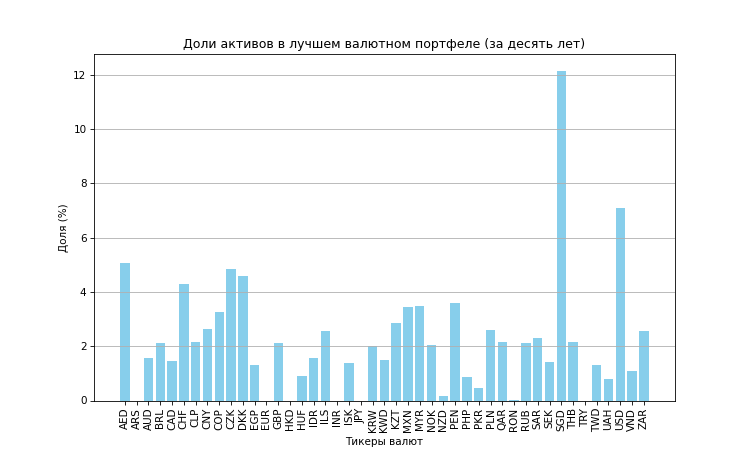 Доли активов в лучшем валютном портфеле (за десять лет)
Доля (%)
12
10
8
6
4
2
0
AED
ARS
AUD
BRL
CAD
CHF
CLP
CNY
COP
CZK
DKK
EGP
EUR
GBP
HKD
HUF
IDR
ILS
INR
ISK
JPY
KRW
KWD
KZT
MXN
MYR
NOK
NZD
PEN
PHP
PKR
PLN
QAR
RON
RUB
SAR
SEK
SGD
THB
TRY
TWD
UAH
USD
VND
ZAR
Тикеры валют